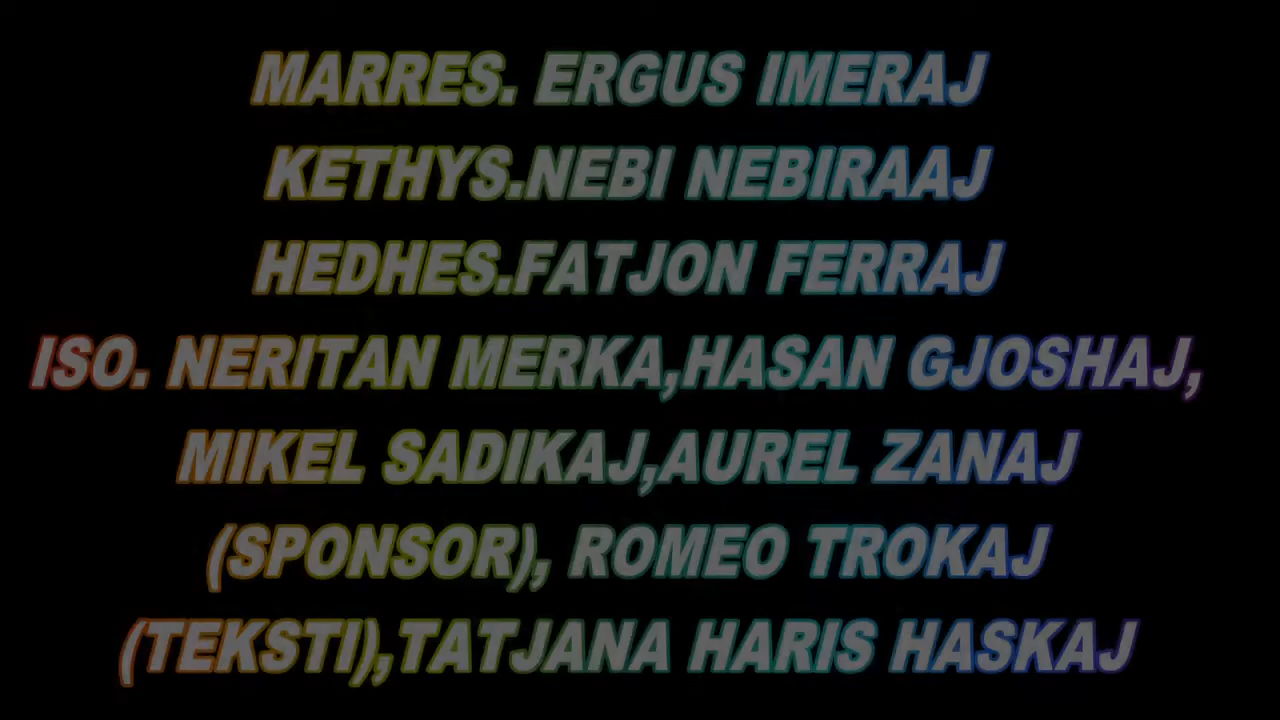 MARRES. ERGUS IMERAJ
KETHYS.NEBI NEBIRAAJ
HEDHES.FATJON FERRAJ
ISO. NERITAN MERKA,HASAN GJOSHAJ,
MIKEL SADIKAJ,AUREL ZANAJ
(SPONSOR), ROMEO TROKAJ
(TEKSTI),TATJANA HARIS HASKAJ